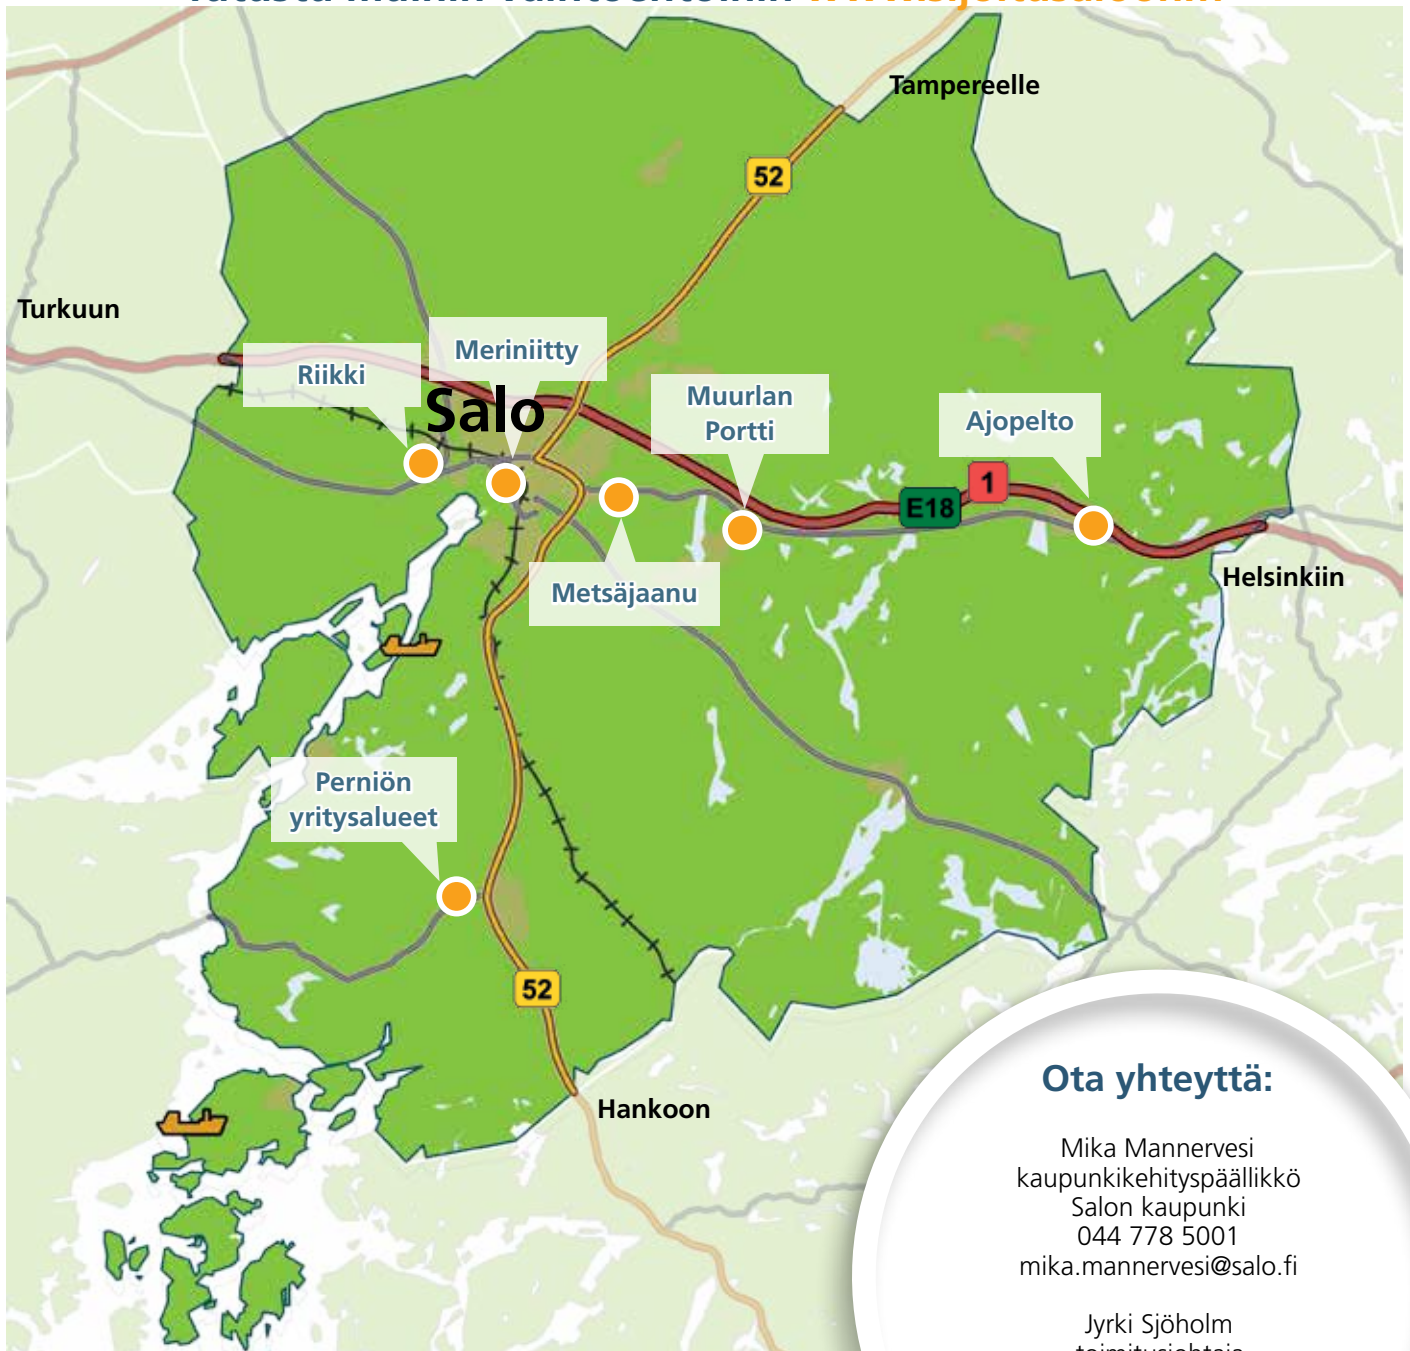 Tampereelle
52
Turkuun
Meriniitty
Riikki
Salo
Muurlan
Portti
Ajopelto
1
E18
Metsäjaanu
Helsinkiin
Perniön
yritysalueet
52
Hankoon
Ota yhteyttä:
Mika Mannervesi
kaupunkikehityspäällikkö
Salon kaupunki
044 778 5001
mika.mannervesi@salo.fi
Jyrki Sjöholm
toimitusjohtaja